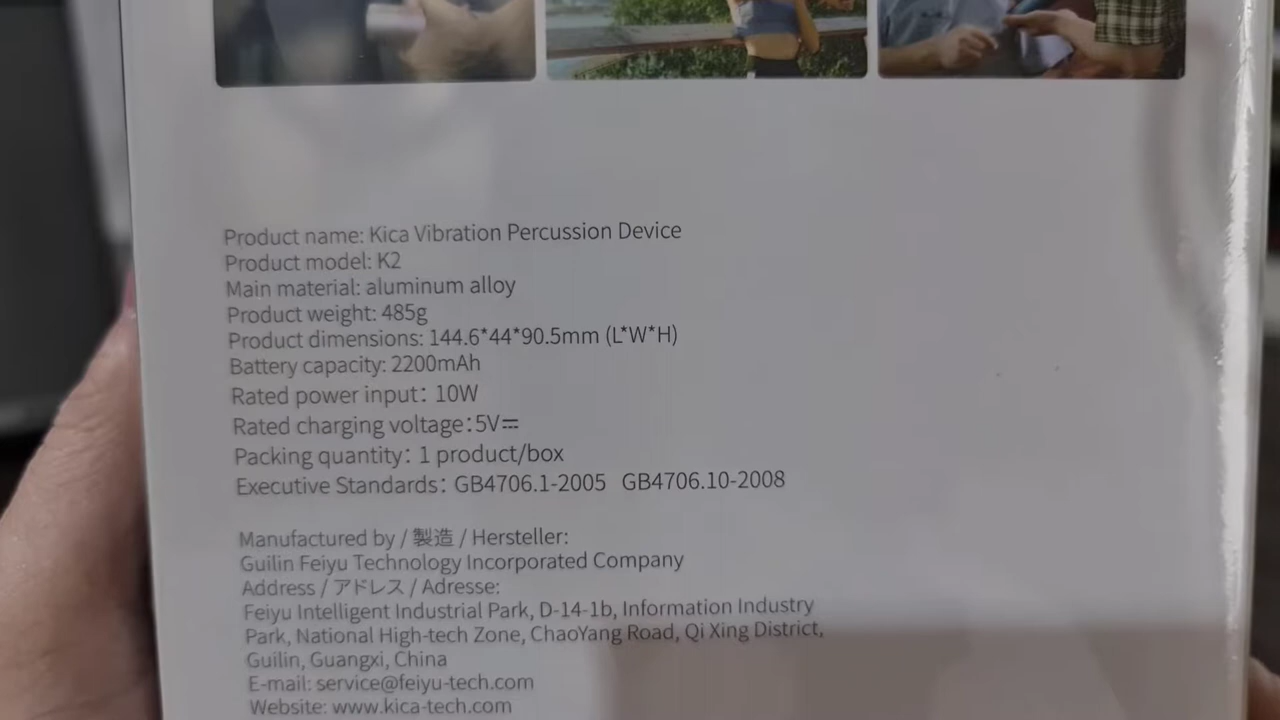 Product name: Kica Vibration Percussion Device
Product model: K2
Main material: aluminum alloy
Product weight: 485g
Product dimensions: 144.6*44*90.5mm (L*W*H)
Battery capacity: 2200mAh
Rated power input: 10W
Rated charging voltage:5V⎓
Packing quantity: 1 product/box
Executive Standards: GB4706.1-2005 GB4706.10-2008
Manufactured by / 製造 / Hersteller:
Guilin Feiyu Technology Incorporated Company
Address / アドレス / Adresse:
Feiyu Intelligent Industrial Park, D-14-1b, Information Industry
Park, National High-tech Zone, ChaoYang Road, Qi Xing District,
Guilin, Guangxi, China
E-mail: service@feiyu-tech.com
Website: www.kica-tech.com